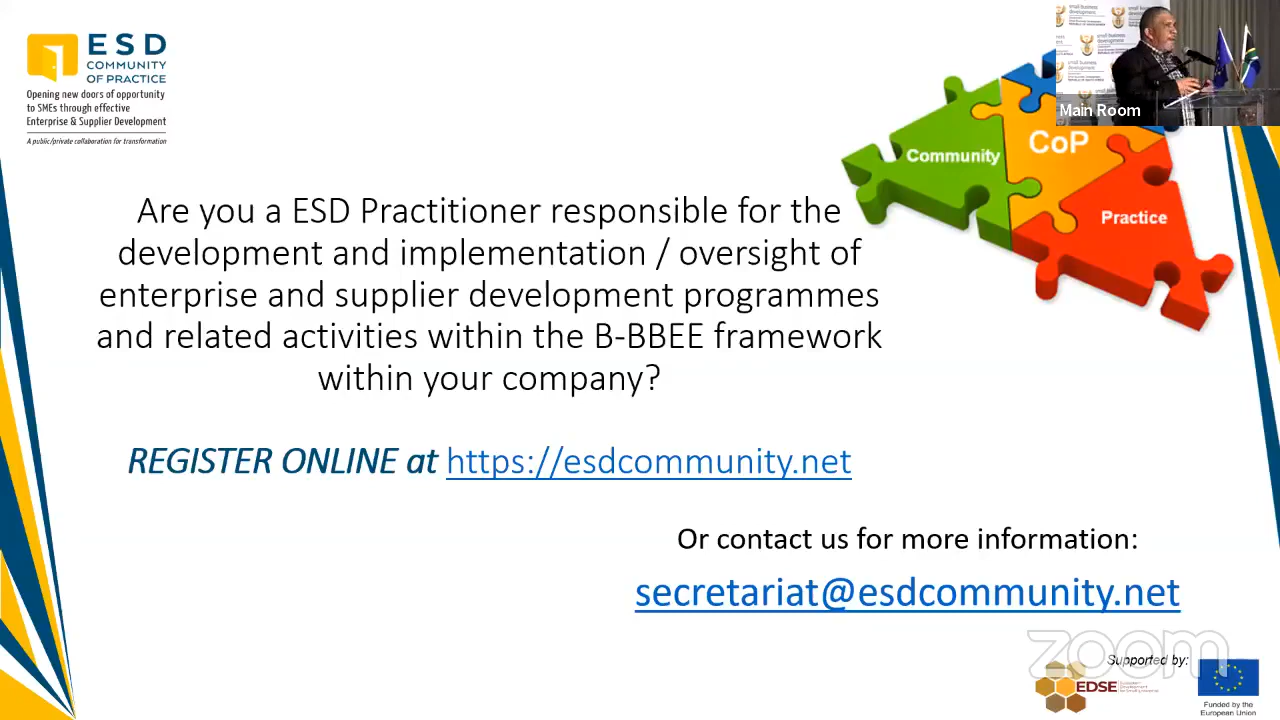 ESD
COMMUNITY
OF PRACTICE
Opening new doors of opportunity
to SMEs through effective
Enterprise & Supplier Development
A public/private collaboration for transformation
small business
development
Main Room
Community
CoP
Practice
Are you a ESD Practitioner responsible for the
development and implementation / oversight of
enterprise and supplier development programmes
and related activities within the B-BBEE framework
within your company?
REGISTER ONLINE at https://esdcommunity.net
Or contact us for more information:
secretariat@esdcommunity.net
zoom
Supported by:
EDSE
Funded by the
European Union